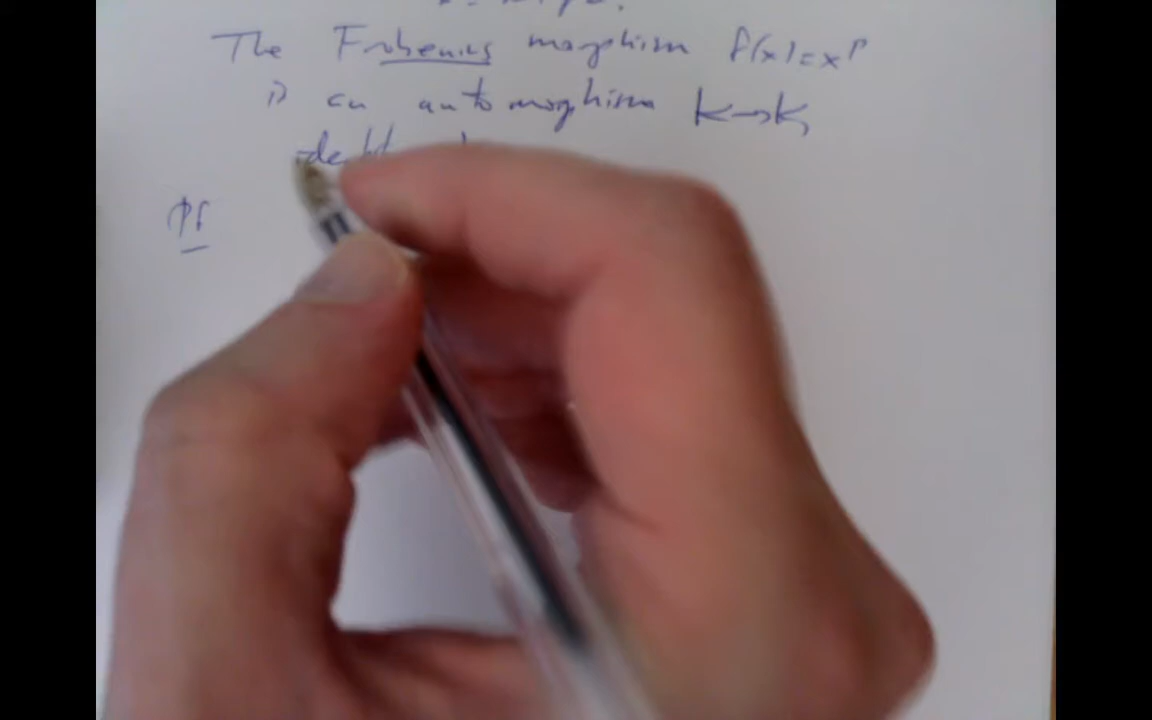 The Frobenius morphism f(x) = x^p
is an automorphism K→K,
Pf